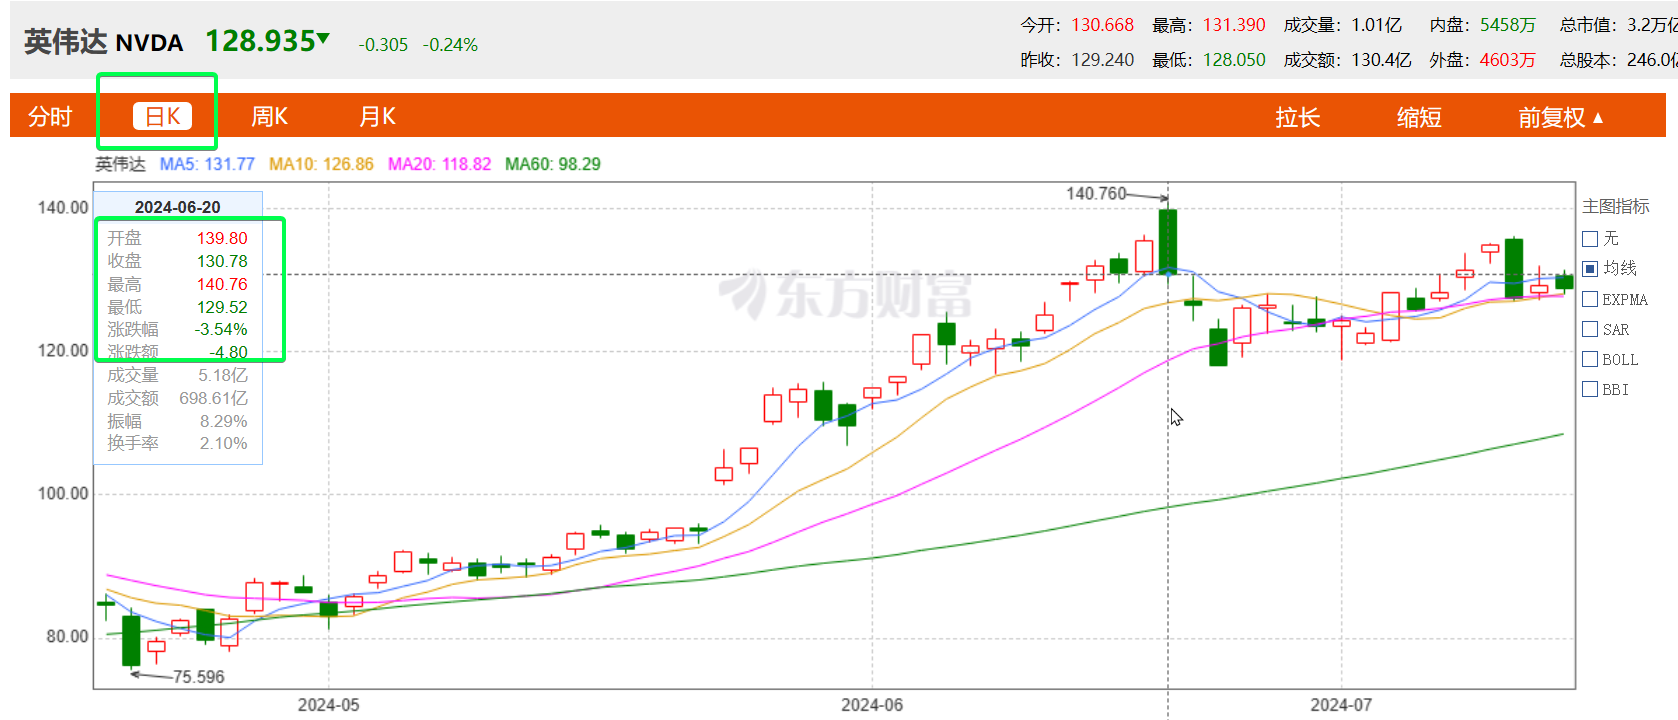 英伟达 NVDA 128.935▼ -0.305 -0.24%
今开：130.668 最高：131.390 成交量：1.01亿 内盘：5458万 总市值：3.2万亿
昨收：129.240 最低：128.050 成交额：130.4亿 外盘：4603万 总股本：246.0亿
分时 日K 周K 月K 拉长 缩短 前复权▲
英伟达 MA5: 131.77 MA10: 126.86 MA20: 118.82 MA60: 98.29
140.760
140.00
120.00
100.00
80.00
2024-06-20
开盘 139.80
收盘 130.78
最高 140.76
最低 129.52
涨跌幅 -3.54%
涨跌额 -4.80
成交量 5.18亿
成交额 698.61亿
振幅 8.29%
换手率 2.10%
东方财富
主图指标
无
均线
EXPMA
SAR
BOLL
BBI
75.596
2024-05 2024-06 2024-07